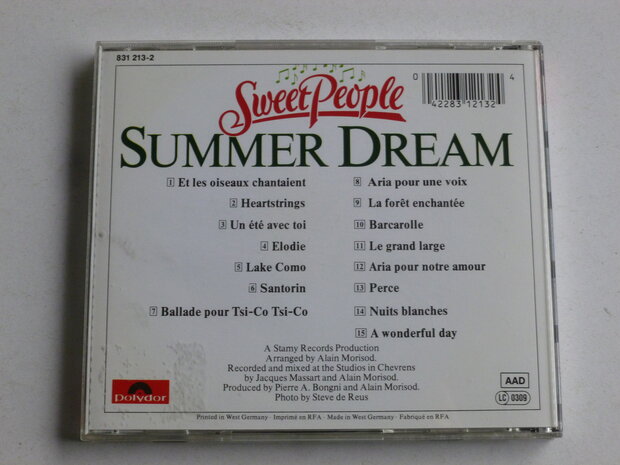 831 213-2
Sweet People
0 42283 12132 4
SUMMER DREAM
1 Et les oiseaux chantaient
2 Heartstrings
3 Un été avec toi
4 Elodie
5 Lake Como
6 Santorin
7 Ballade pour Tsi-Co Tsi-Co
8 Aria pour une voix
9 La forêt enchantée
10 Barcarolle
11 Le grand large
12 Aria pour notre amour
13 Perce
14 Nuits blanches
15 A wonderful day
A Stamy Records Production
Arranged by Alain Morisod.
Recorded and mixed at the Studios in Chevrens
by Jacques Massart and Alain Morisod.
Produced by Pierre A. Bongni and Alain Morisod.
Photo by Steve de Reus
Polydor
AAD
LC 0309
Printed in West Germany · Imprimé en RFA · Made in West Germany · Fabriqué en RFA